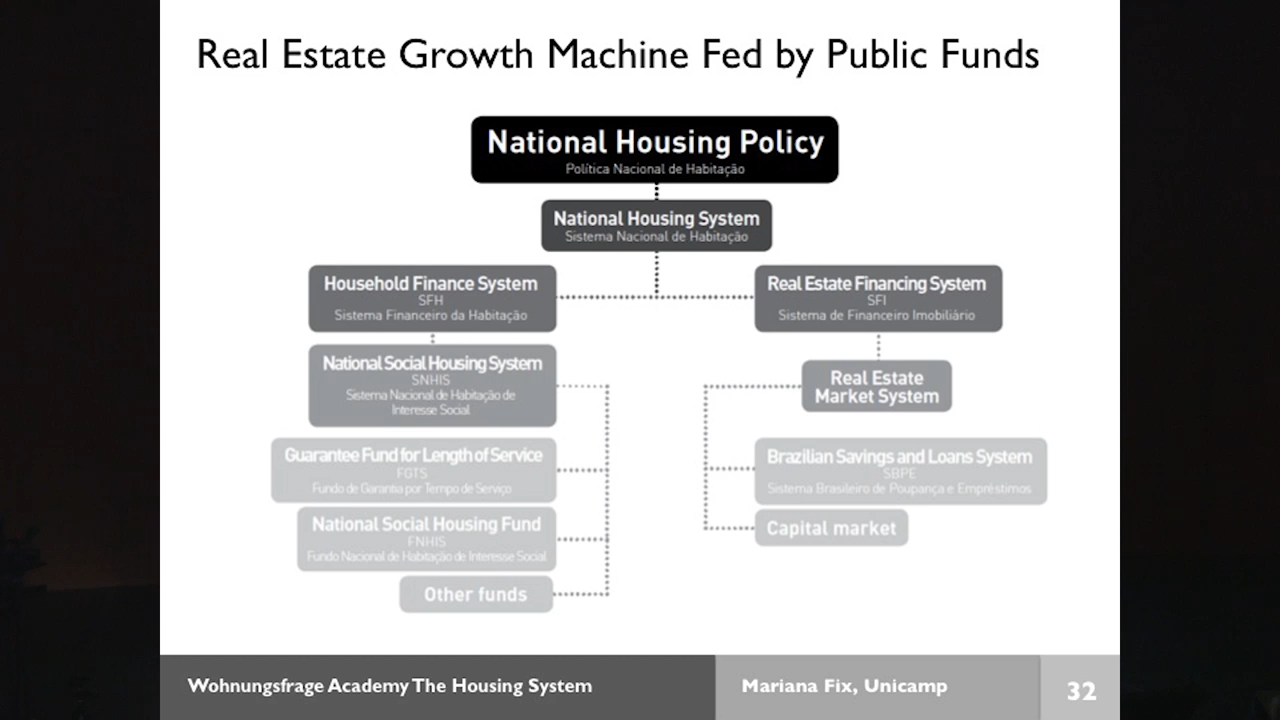 Real Estate Growth Machine Fed by Public Funds
National Housing Policy
Política Nacional de Habitação
National Housing System
Sistema Nacional de Habitação
Household Finance System
SFH
Sistema Financeiro da Habitação
Real Estate Financing System
SFI
Sistema de Financeiro Imobiliário
National Social Housing System
SNHIS
Sistema Nacional de Habitação de
Interesse Social
Real Estate
Market System
Guarantee Fund for Length of Service
FGTS
Fundo de Garantia por Tempo de Serviço
Brazilian Savings and Loans System
SBPE
Sistema Brasileiro de Poupança e Empréstimos
National Social Housing Fund
FNHIS
Fundo Nacional de Habitação de Interesse Social
Capital market
Other funds
Wohnungsfrage Academy The Housing System
Mariana Fix, Unicamp
32